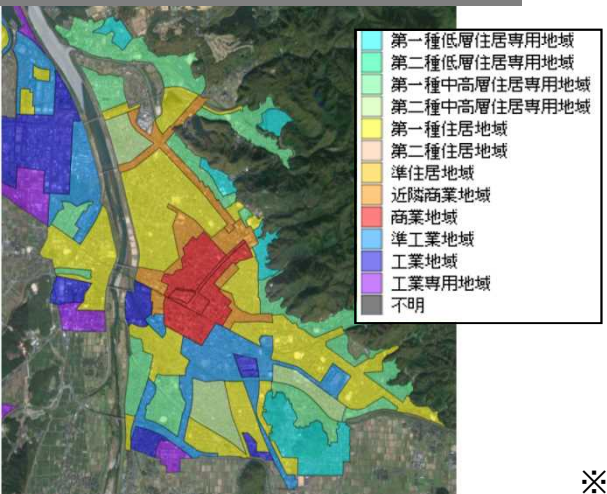 第一種低層住居専用地域
第二種低層住居専用地域
第一種中高層住居専用地域
第二種中高層住居専用地域
第一種住居地域
第二種住居地域
準住居地域
近隣商業地域
商業地域
準工業地域
工業地域
工業専用地域
不明
※